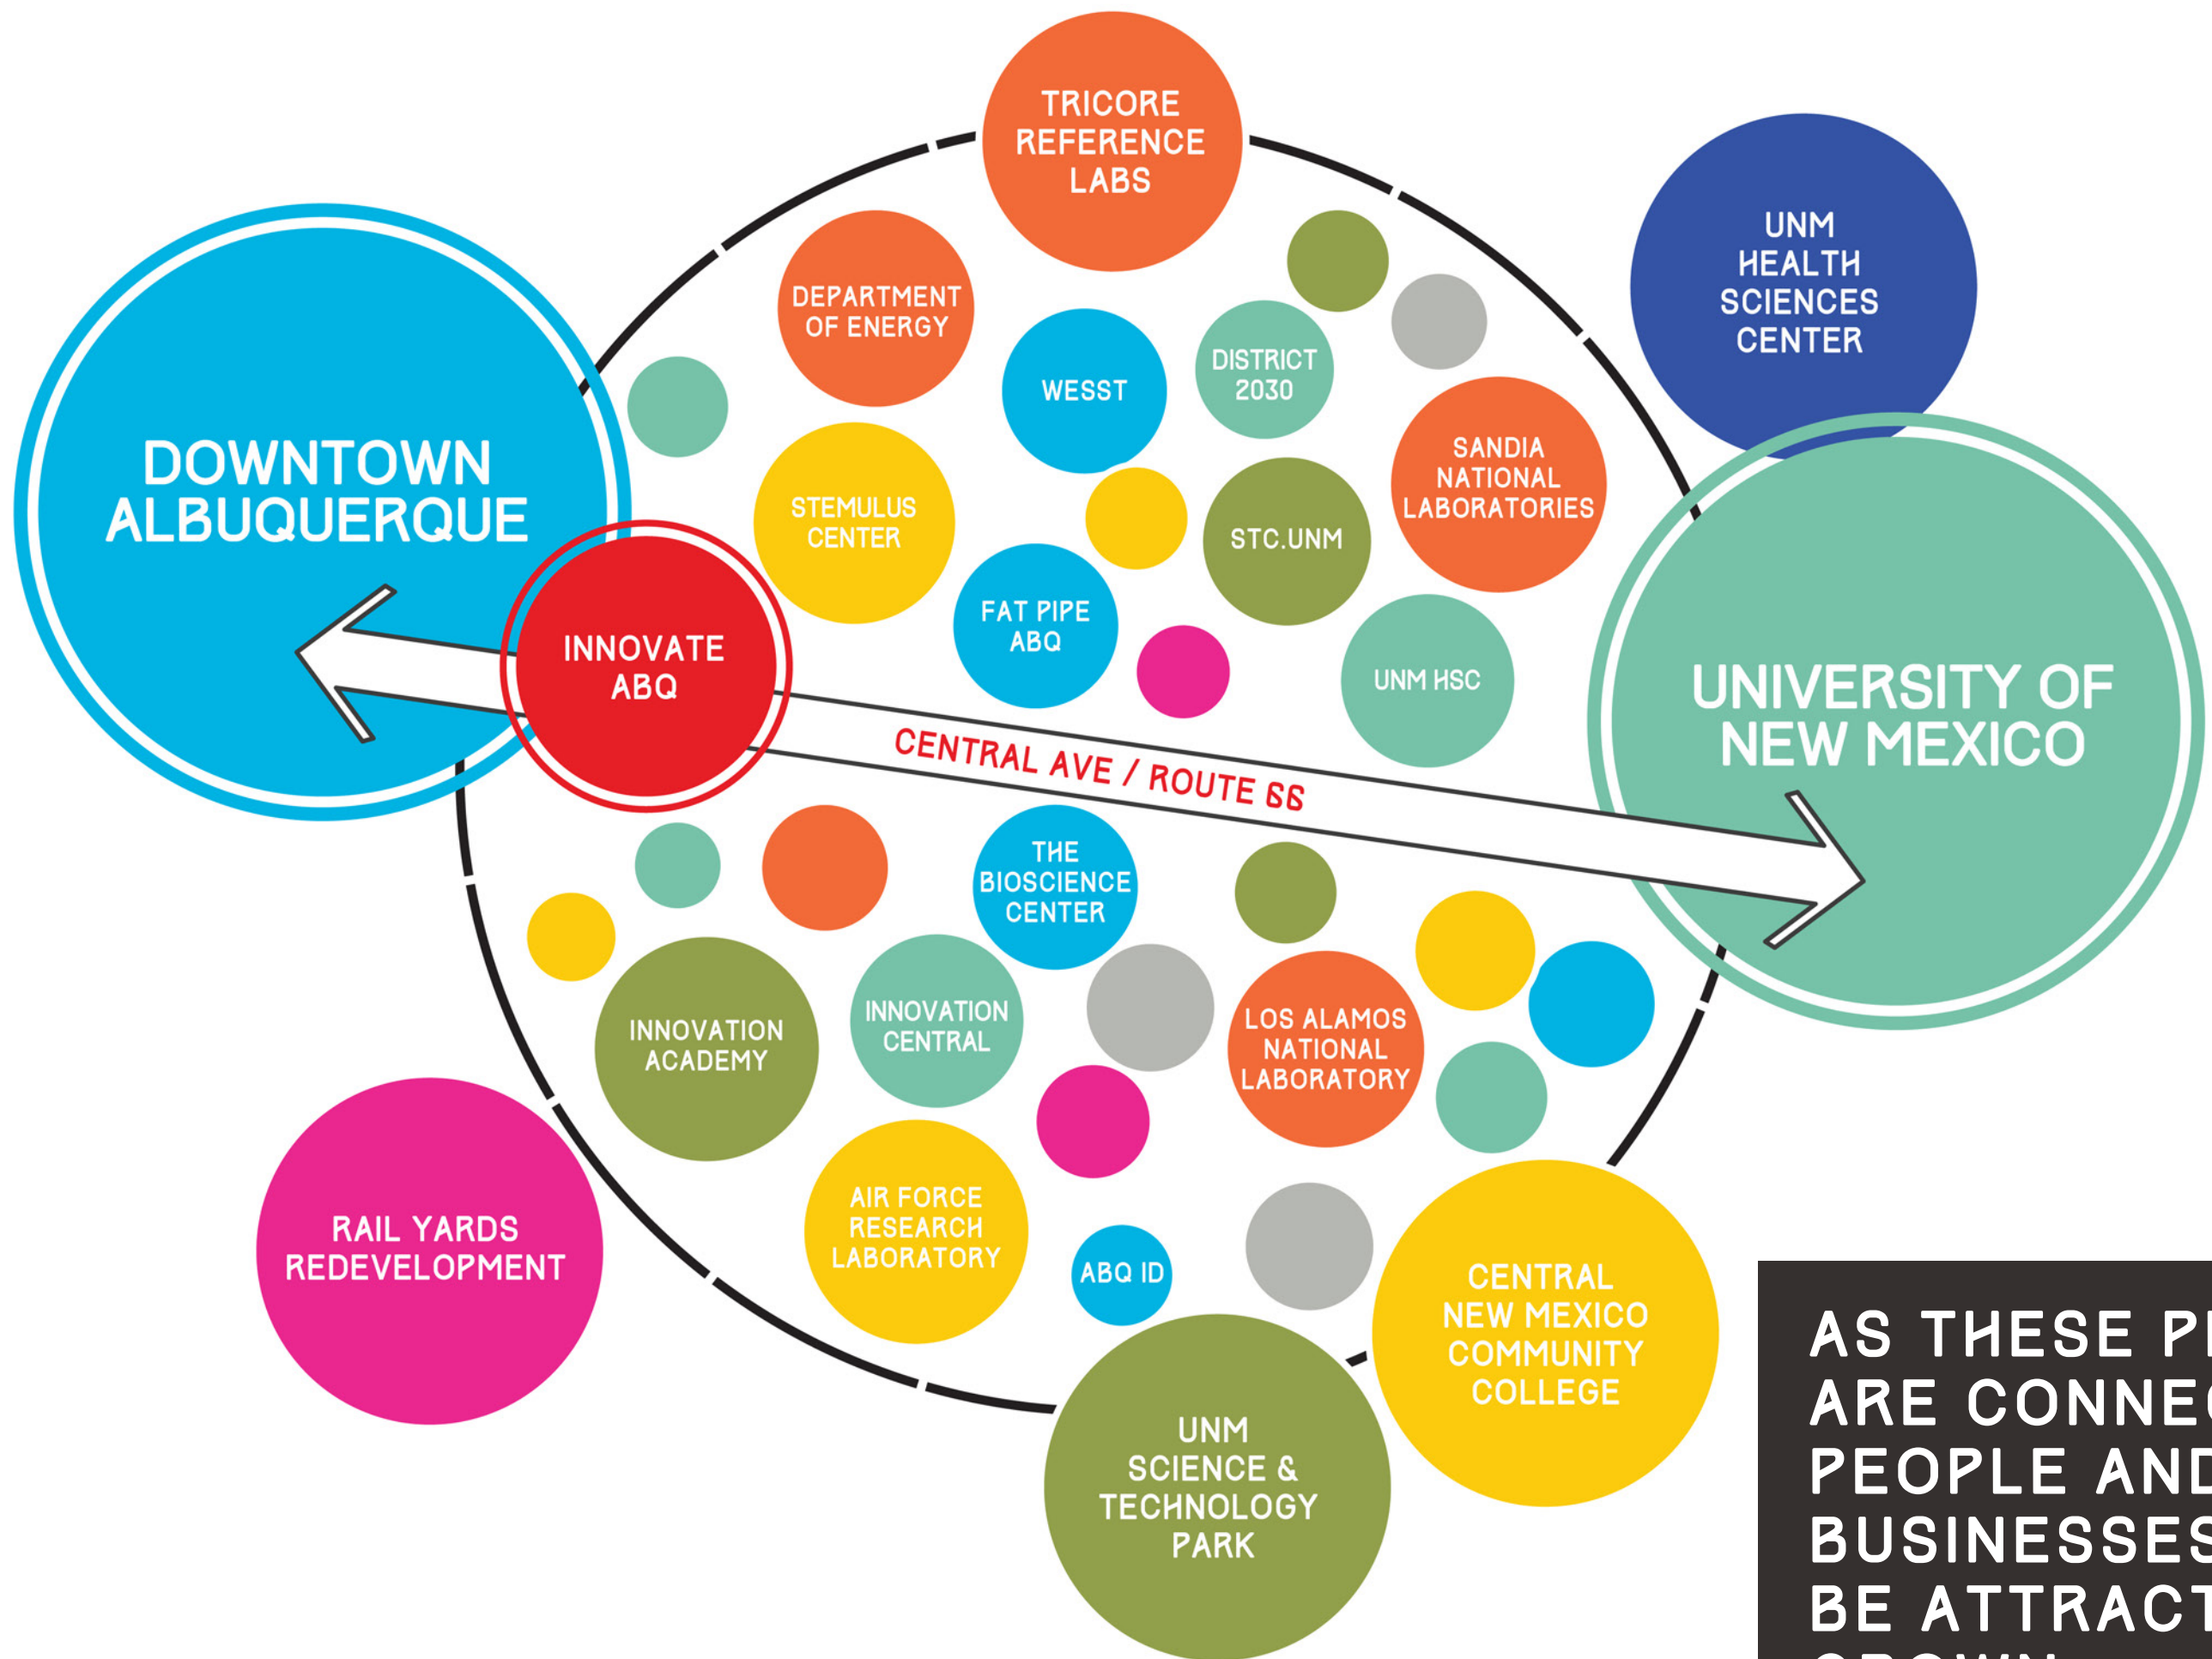 TRICORE
REFERENCE
LABS
UNM
HEALTH
SCIENCES
CENTER
DEPARTMENT
OF ENERGY
WESST
DISTRICT
2030
DOWNTOWN
ALBUQUERQUE
STEMULUS
CENTER
SANDIA
NATIONAL
LABORATORIES
STC.UNM
FAT PIPE
ABQ
INNOVATE
ABQ
UNM HSC
UNIVERSITY OF
NEW MEXICO
CENTRAL AVE / ROUTE 66
THE
BIOSCIENCE
CENTER
INNOVATION
ACADEMY
INNOVATION
CENTRAL
LOS ALAMOS
NATIONAL
LABORATORY
RAIL YARDS
REDEVELOPMENT
AIR FORCE
RESEARCH
LABORATORY
ABQ ID
CENTRAL
NEW MEXICO
COMMUNITY
COLLEGE
UNM
SCIENCE &
TECHNOLOGY
PARK
AS THESE
ARE
PEOPLE AND
BUSINESSES
BE